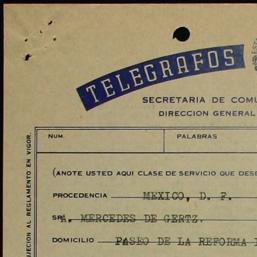 TELEGRAFOS
SECRETARIA DE COMU
DIRECCION GENERAL
NUM. PALABRAS
(ANOTE USTED AQUI CLASE DE SERVICIO QUE DESE
PROCEDENCIA MEXICO, D. F.
SRA. MERCEDES DE GERTZ.
DOMICILIO PASEO DE LA REFORMA
UJECION AL REGLAMENTO EN VIGOR.